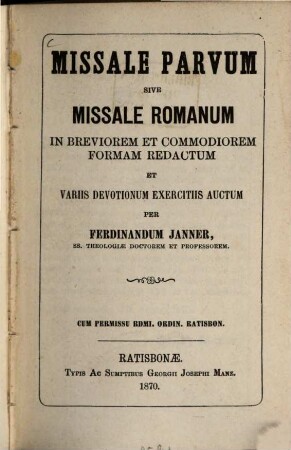 MISSALE PARVUM
SIVE
MISSALE ROMANUM
IN BREVIOREM ET COMMODIOREM
FORMAM REDACTUM
ET
VARIIS DEVOTIONUM EXERCITIIS AUCTUM
PER
FERDINANDUM JANNER,
SS. THEOLOGIÆ DOCTOREM ET PROFESSOREM.
CUM PERMISSU RDMI. ORDIN. RATISBON.
RATISBONÆ.
TYPIS AC SUMPTIBUS GEORGII JOSEPHI MANZ.
1870.